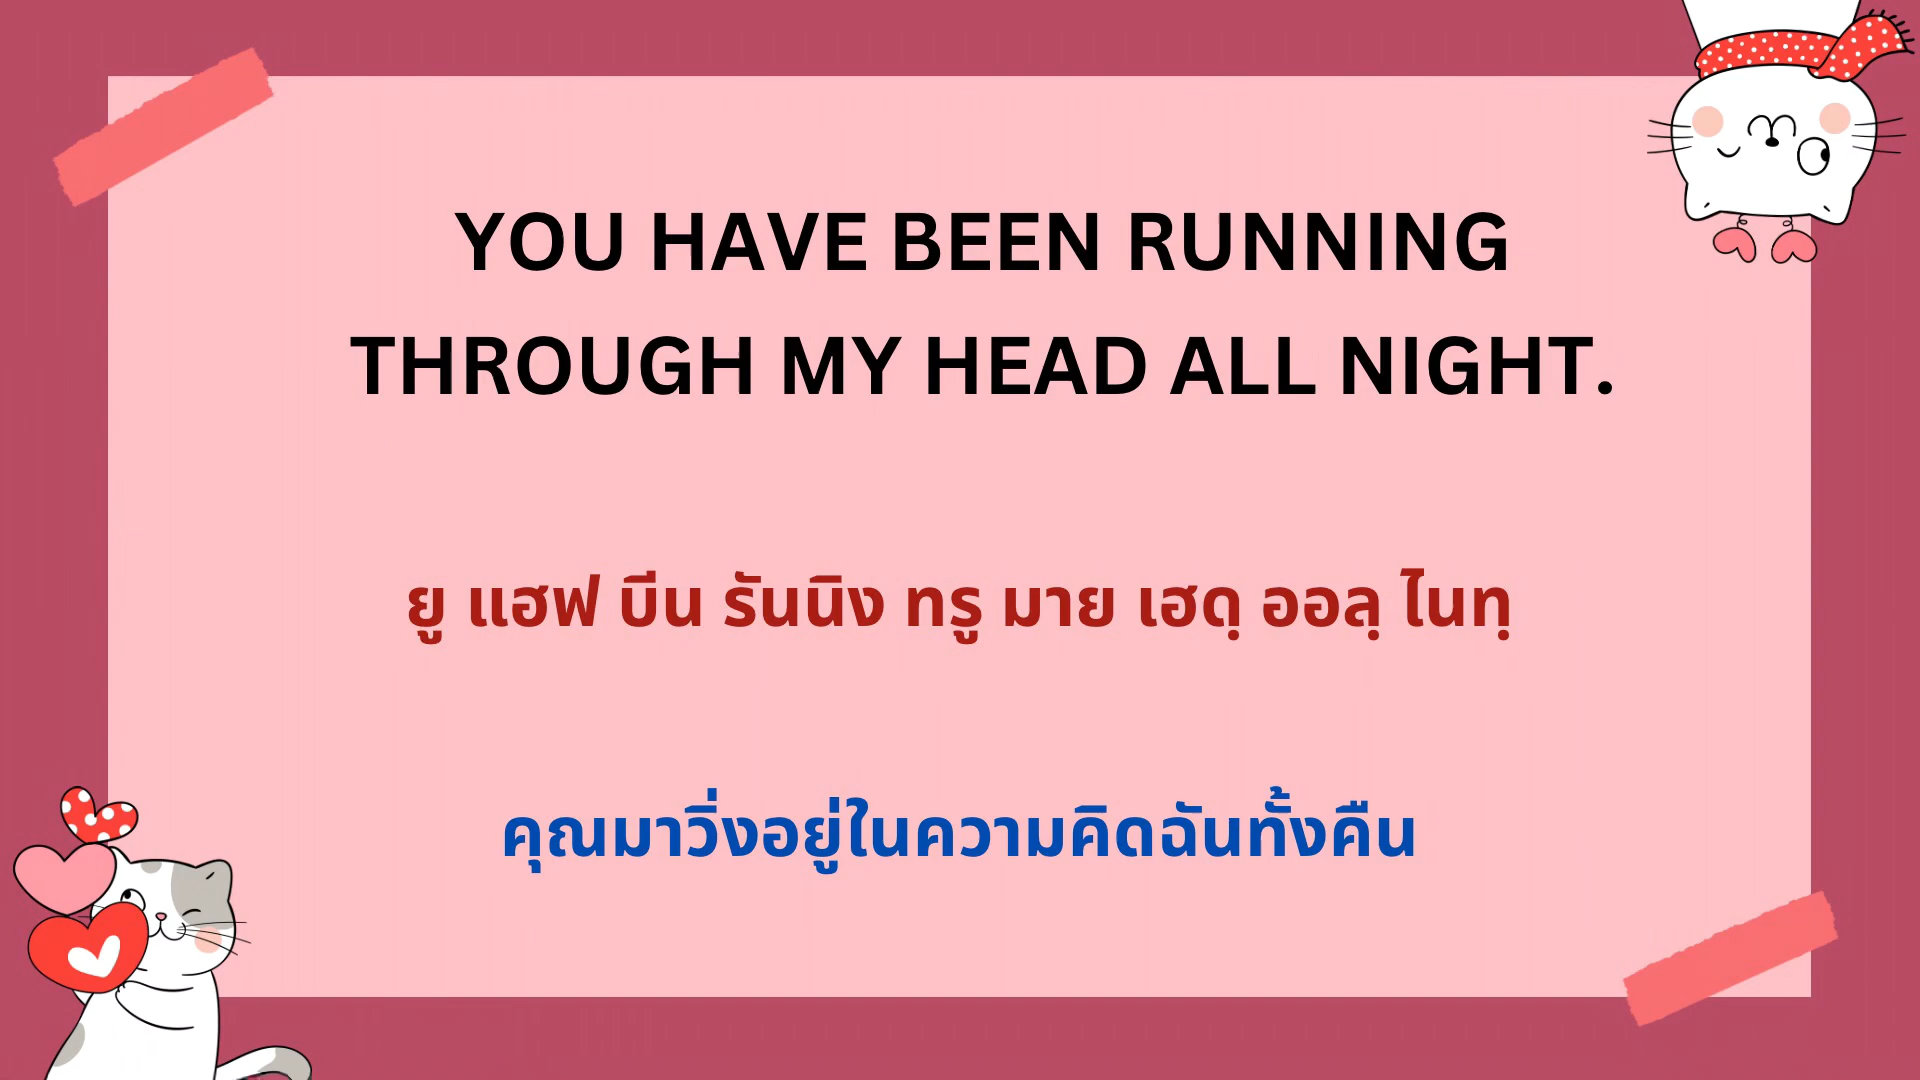 YOU HAVE BEEN RUNNING
THROUGH MY HEAD ALL NIGHT.
ยู แฮฟ บีน รันนิง ทรู มาย เฮดฺ ออลฺ ไนทฺ
คุณมาวิ่งอยู่ในความคิดฉันทั้งคืน